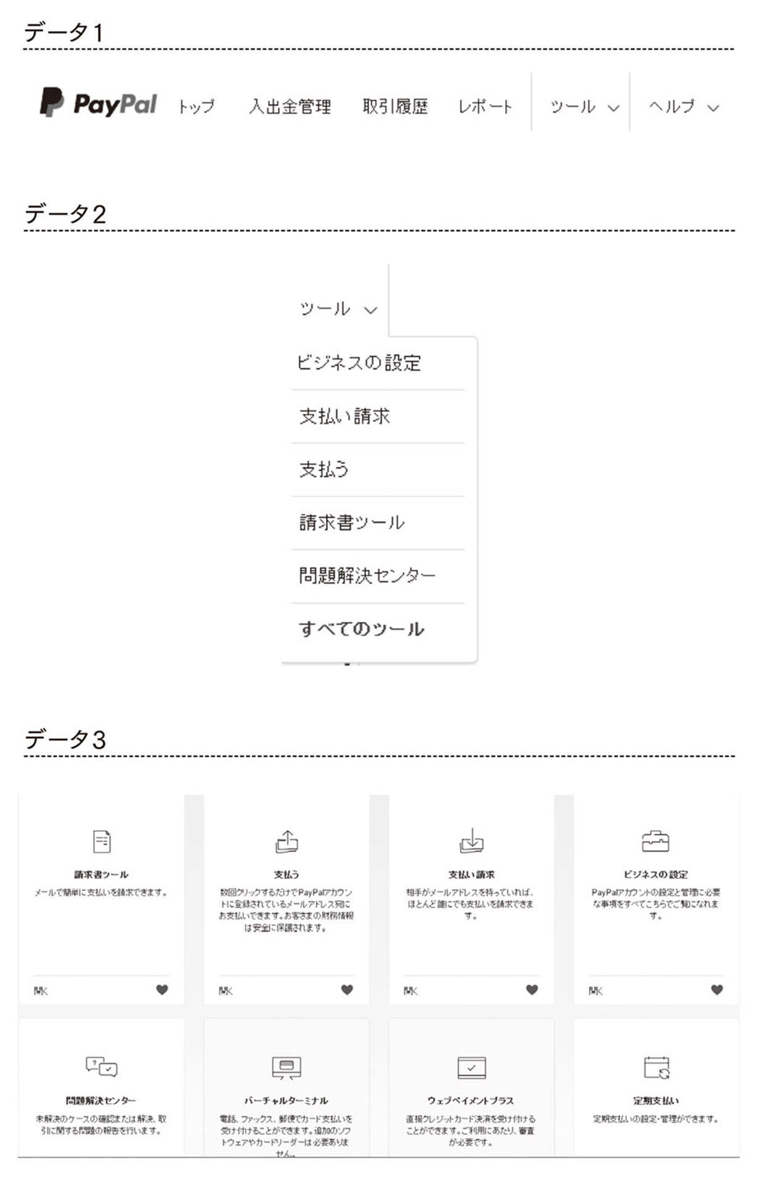 データ1
PayPal トップ 入出金管理 取引履歴 レポート ツール ヘルプ
データ2
ツール
ビジネスの設定
支払い請求
支払う
請求書ツール
問題解決センター
すべてのツール
データ3
請求書ツール
メールで簡単に支払いを請求できます。
開く
支払う
数回クリックするだけでPayPalアカウン
トに登録されているメールアドレス宛に
お支払いできます。お客さまの財務情報
は安全に保護されます。
開く
支払い請求
相手がメールアドレスを持っていれば、
ほとんど誰にでも支払いを請求できま
す。
開く
ビジネスの設定
PayPalアカウントの設定と管理に必要
な事項をすべてこちらでご覧になれま
す。
開く
問題解決センター
未解決のケースの確認または解決、取
引に関する問題の報告を行います。
バーチャルターミナル
電話、ファックス、郵便でカード支払いを
受け付けることができます。追加のソフ
トウェアやカードリーダーは必要ありま
せん。
ウェブペイメントプラス
直接クレジットカード決済を受け付ける
ことができます。ご利用にあたり、審査
が必要です。
定期支払い
定期支払いの設定・管理ができます。